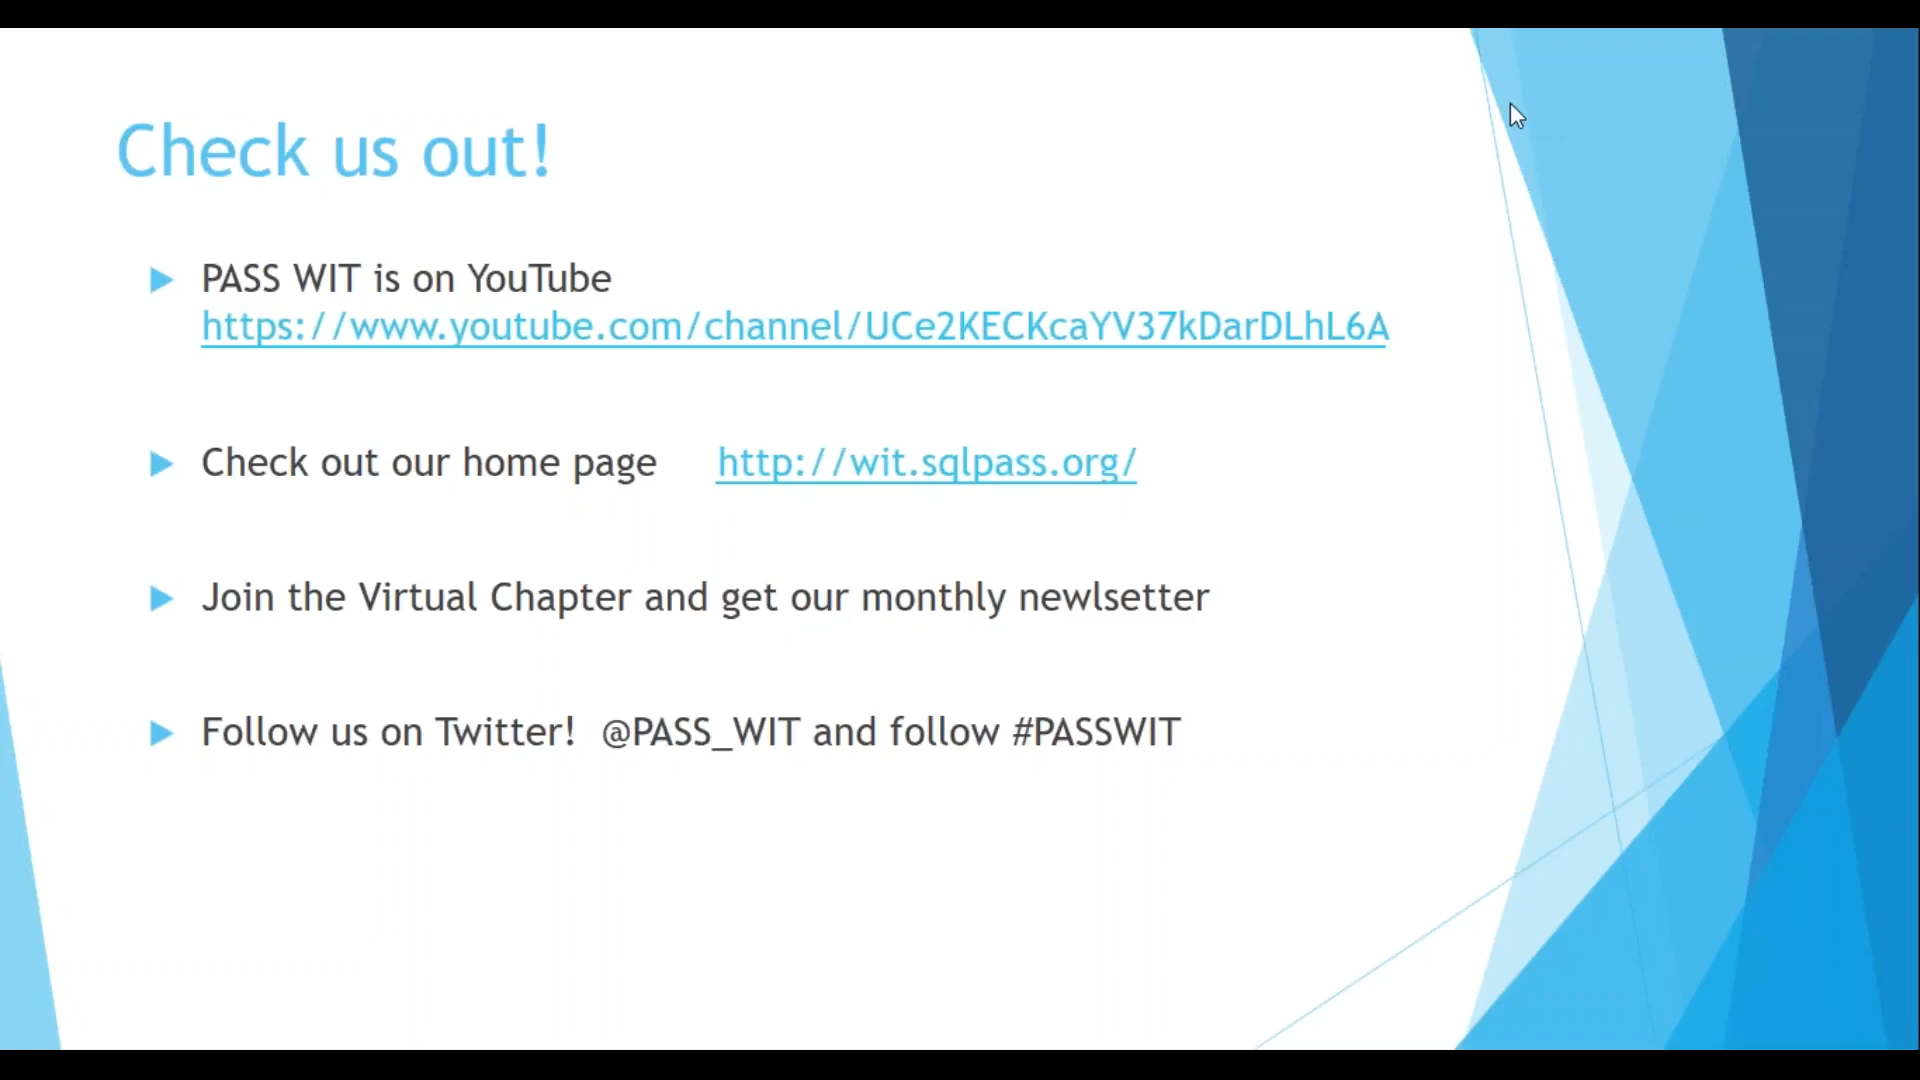 Check us out!
PASS WIT is on YouTube
https://www.youtube.com/channel/UCe2KECKcaYV37kDarDLhL6A
Check out our home page http://wit.sqlpass.org/
Join the Virtual Chapter and get our monthly newlsetter
Follow us on Twitter! @PASS_WIT and follow #PASSWIT